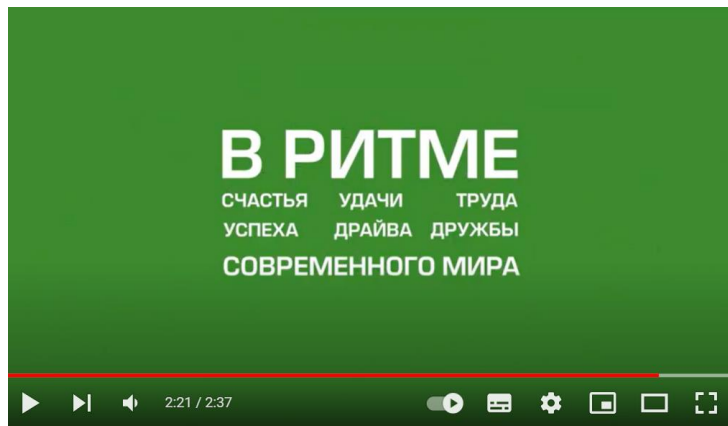 В РИТМЕ
СЧАСТЬЯ УДАЧИ ТРУДА
УСПЕХА ДРАЙВА ДРУЖБЫ
СОВРЕМЕННОГО МИРА
2:21 / 2:37